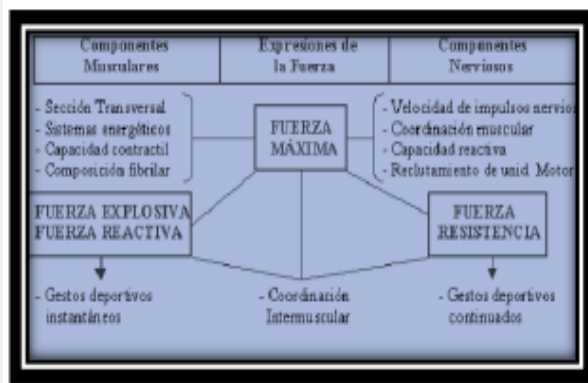 Componentes
Musculares
Expresiones de
la Fuerza
Componentes
Nerviosos
- Sección Transversal
- Sistemas energéticos
- Capacidad contractil
- Composición fibrilar
FUERZA
MÁXIMA
- Velocidad de impulsos nervio
- Coordinación muscular
- Capacidad reactiva
- Reclutamiento de unid. Motor
FUERZA EXPLOSIVA
FUERZA REACTIVA
FUERZA
RESISTENCIA
- Gestos deportivos
instantáneos
- Coordinación
Intermuscular
- Gestos deportivos
continuados